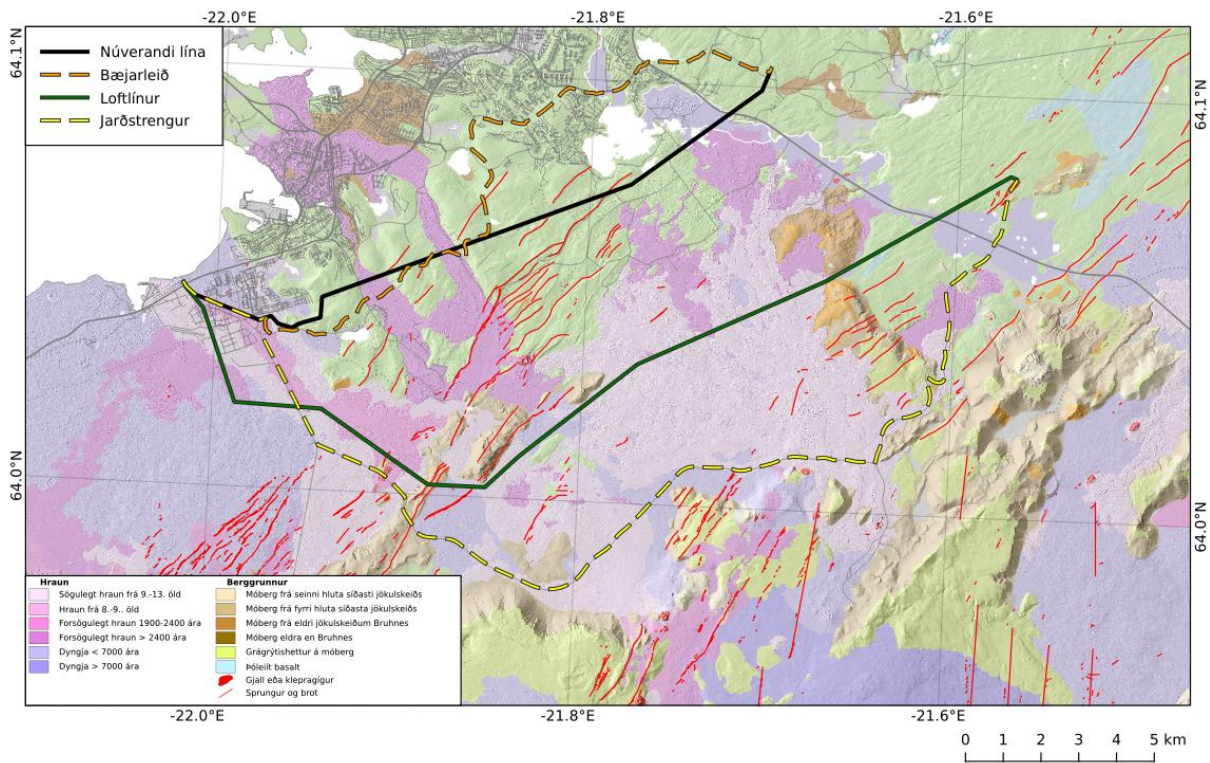 -22.0°E
-21.8°E
-21.6°E
64.1°N
64.1°N
Núverandi lína
Bæjarleið
Loftlínur
Jarðstrengur
64.0°N
64.0°N
Hraun
Sögulegt hraun frá 9.-13. öld
Hraun frá 8.-9.. öld
Forsögulegt hraun 1900-2400 ára
Forsögulegt hraun > 2400 ára
Dyngja < 7000 ára
Dyngja > 7000 ára
Berggrunnur
Móberg frá seinni hluta síðasti jökulskeiðs
Móberg frá fyrri hluta síðasta jökulskeiðs
Móberg frá eldri jökulskeiðum Bruhnes
Móberg eldra en Bruhnes
Grágrýtishettur á móberg
Þóleiít basalt
Gjall eða klepragígur
Sprungur og brot
-22.0°E
-21.8°E
-21.6°E
0 1 2 3 4 5 km